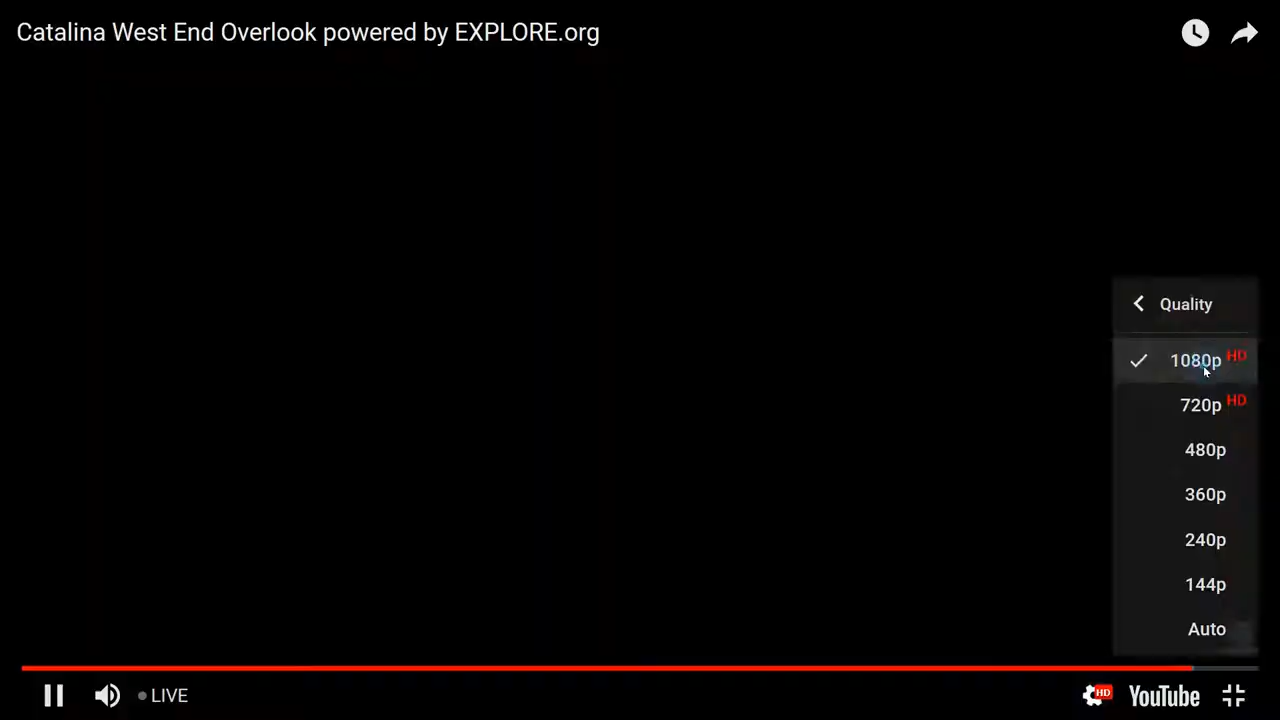 Catalina West End Overlook powered by EXPLORE.org
Quality
1080p HD
720p HD
480p
360p
240p
144p
Auto
LIVE
HD
YouTube